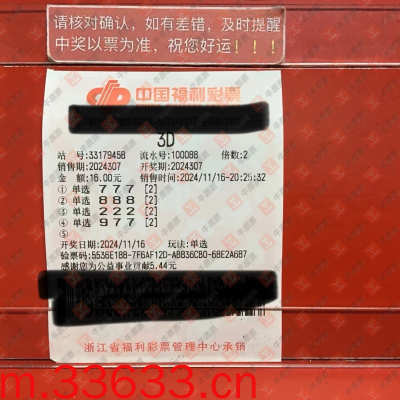 请核对确认，如有差错，及时提醒
中奖以票为准，祝您好运！！！
中国福利彩票
3D
站 号:33179458 流水号:100088 倍数:2
销售期:2024307 开奖期:2024307
金 额:16.00元 销售时间:2024/11/16-20:25:32
① 单选 7 7 7 [2]
② 单选 8 8 8 [2]
③ 单选 2 2 2 [2]
④ 单选 9 7 7 [2]
⑤
开奖日期:2024/11/16 玩法:单选
验票码:5536E188-7F6AF12D-A8B36C80-68E2A6B7
感谢您为公益事业贡献5.44元
浙江省福利彩票管理中心承销
m.33633.cn